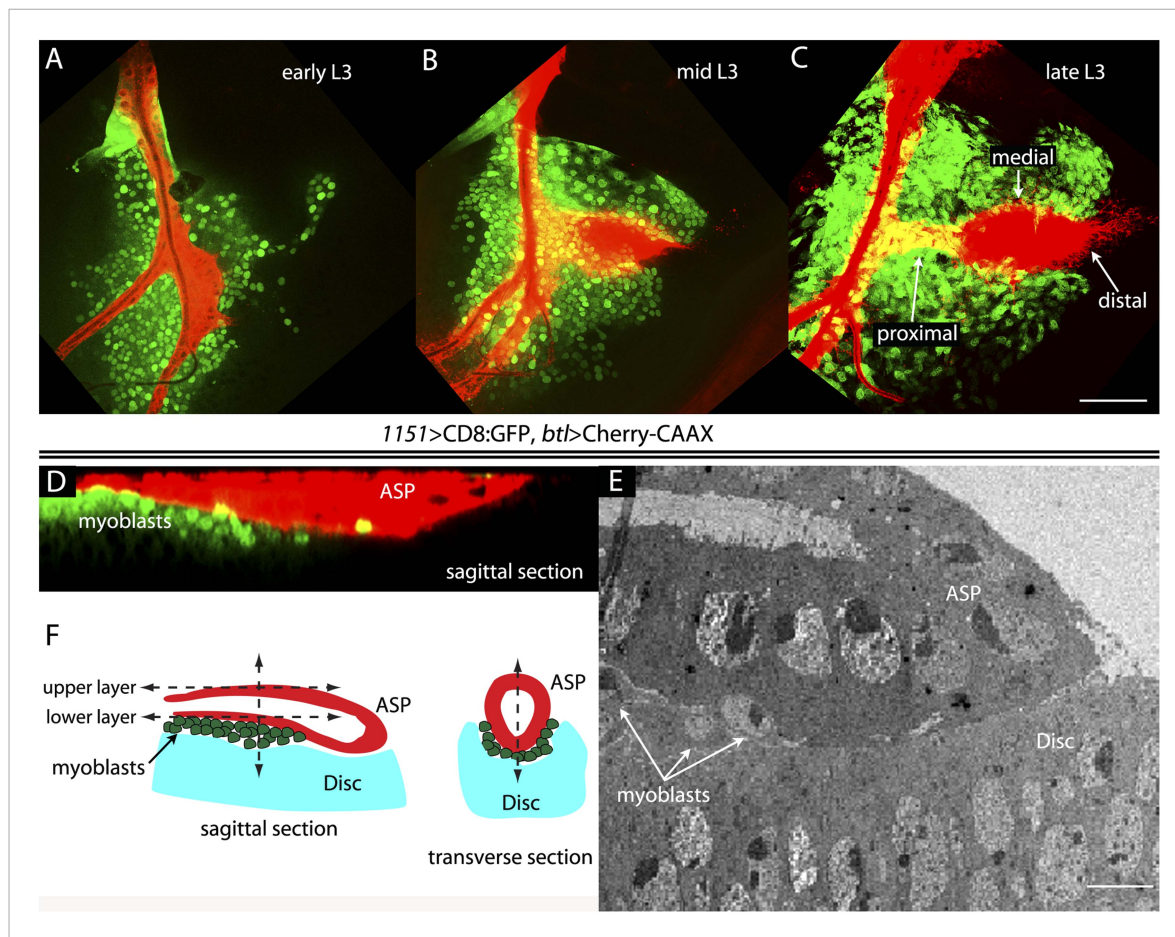 A
early L3
B
mid L3
C
late L3
medial
distal
proximal
1151>CD8:GFP, btl>Cherry-CAAX
D
ASP
myoblasts
sagittal section
E
ASP
Disc
myoblasts
F
upper layer
lower layer
ASP
myoblasts
Disc
sagittal section
ASP
Disc
transverse section